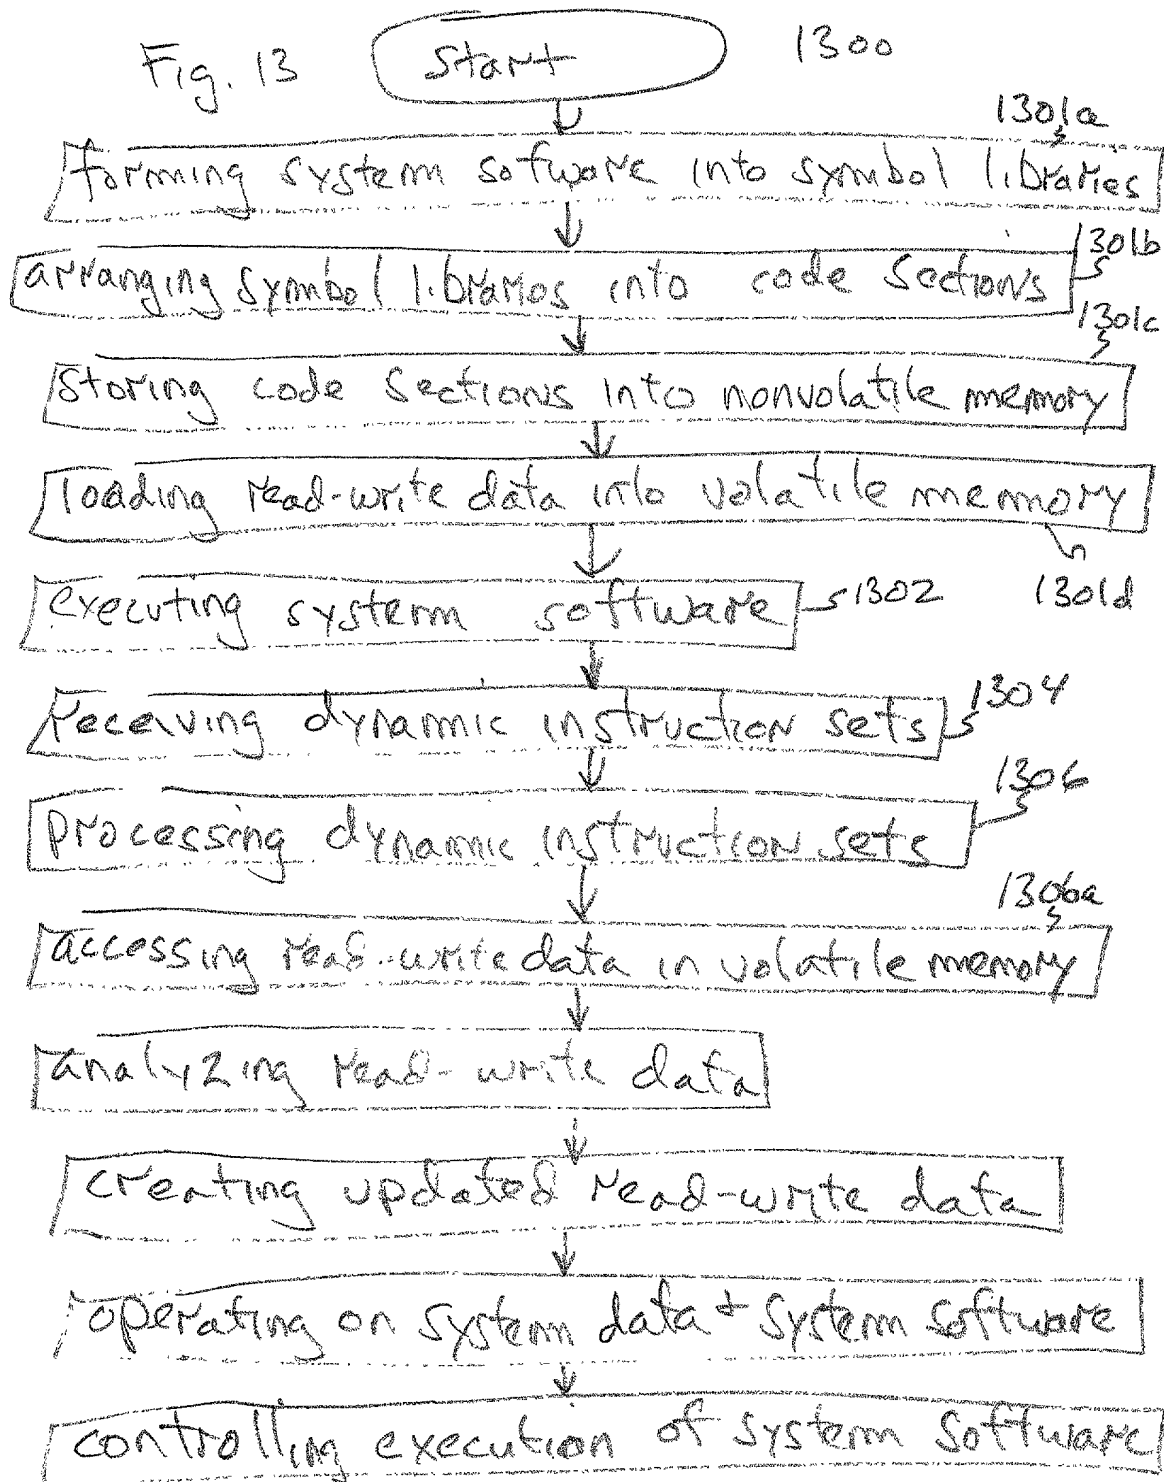 Fig. 13 Start 1300
1301a
forming system software into symbol libraries
1301b
arranging symbol libraries into code sections
1301c
storing code sections into nonvolatile memory
loading read-write data into volatile memory
1301d
executing system software 1302
receiving dynamic instruction sets 1304
1306
processing dynamic instruction sets
1306a
accessing read-write data in volatile memory
analyzing read-write data
creating updated read-write data
operating on system data + system software
controlling execution of system software